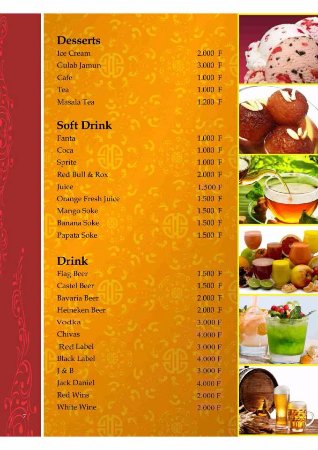 Desserts
Ice Cream 2.000 F
Gulab Jamun 3.000 F
Cafe 1.000 F
Tea 1.000 F
Massala Tea 1.200 F
Soft Drink
Fanta 1.000 F
Coca 1.000 F
Sprite 1.000 F
Red Bull & Rox 2.000 F
Juice 1.500 F
Orange Fresh Juice 1.500 F
Mango Soke 1.500 F
Banana Soke 1.500 F
Papata Soke 1.500 F
Drink
Flag Beer 1.500 F
Castel Beer 1.500 F
Bavaria Beer 2.000 F
Heineken Beer 2.000 F
Vodka 3.000 F
Chivas 4.000 F
Red Label 3.000 F
Black Label 4.000 F
J & B 3.000 F
Jack Daniel 4.000 F
Red Wins 2.000 F
White Wine 2.000 F